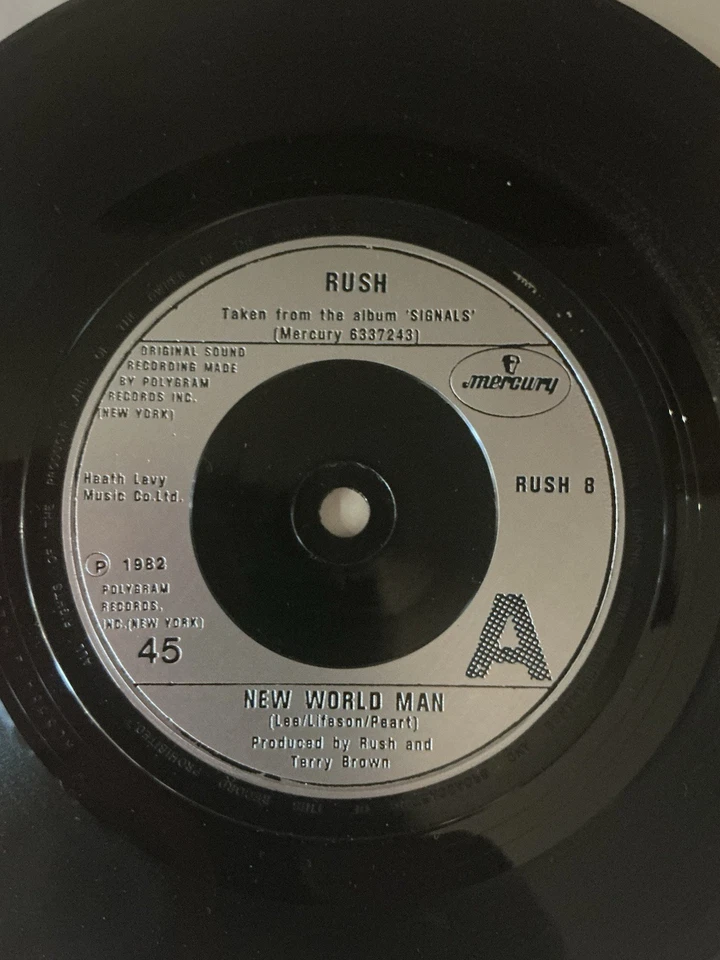 RUSH
Taken from the album 'SIGNALS'
(Mercury 6337243)
ORIGINAL SOUND
RECORDING MADE
BY POLYGRAM
RECORDS INC.
(NEW YORK)
mercury
Heath Levy
Music Co.Ltd.
RUSH 8
P 1982
POLYGRAM
RECORDS,
INC.(NEW YORK)
45
A
NEW WORLD MAN
(Lee/Lifeson/Peart)
Produced by Rush and
Terry Brown